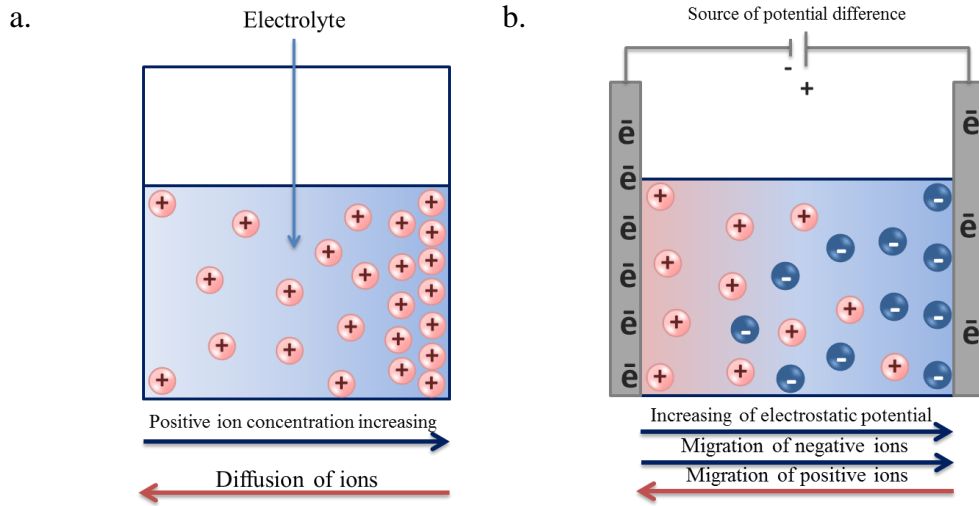 a.
Electrolyte
+ + + + + + + + + + + + + + + + + + + + + + + +
Positive ion concentration increasing
Diffusion of ions
b.
Source of potential difference
-
+
ē ē ē ē ē ē
ē ē ē
+ + + + + + + + + + +
- - - - - - - - - - -
Increasing of electrostatic potential
Migration of negative ions
Migration of positive ions